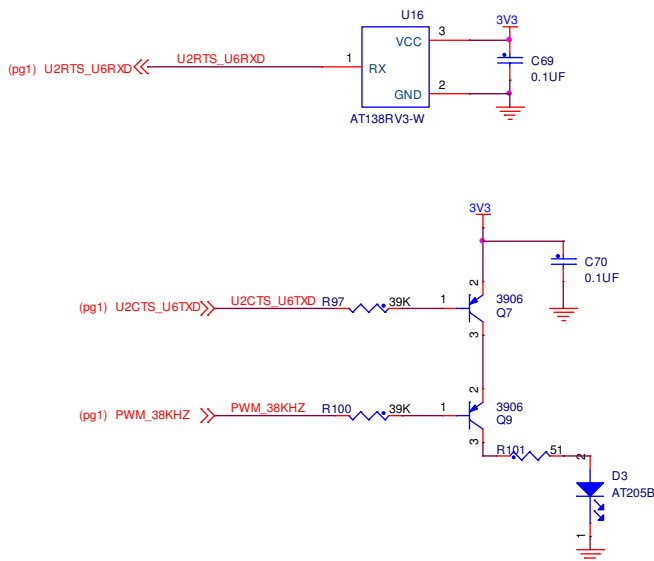 U16
3V3
VCC
3
C69
0.1UF
(pg1) U2RTS_U6RXD
U2RTS_U6RXD
1
RX
GND
2
AT138RV3-W
3V3
C70
0.1UF
2
3906
Q7
(pg1) U2CTS_U6TXD
U2CTS_U6TXD
R97
39K
1
3
2
3906
Q9
(pg1) PWM_38KHZ
PWM_38KHZ
R100
39K
1
3
R101
51
2
D3
AT205B
1